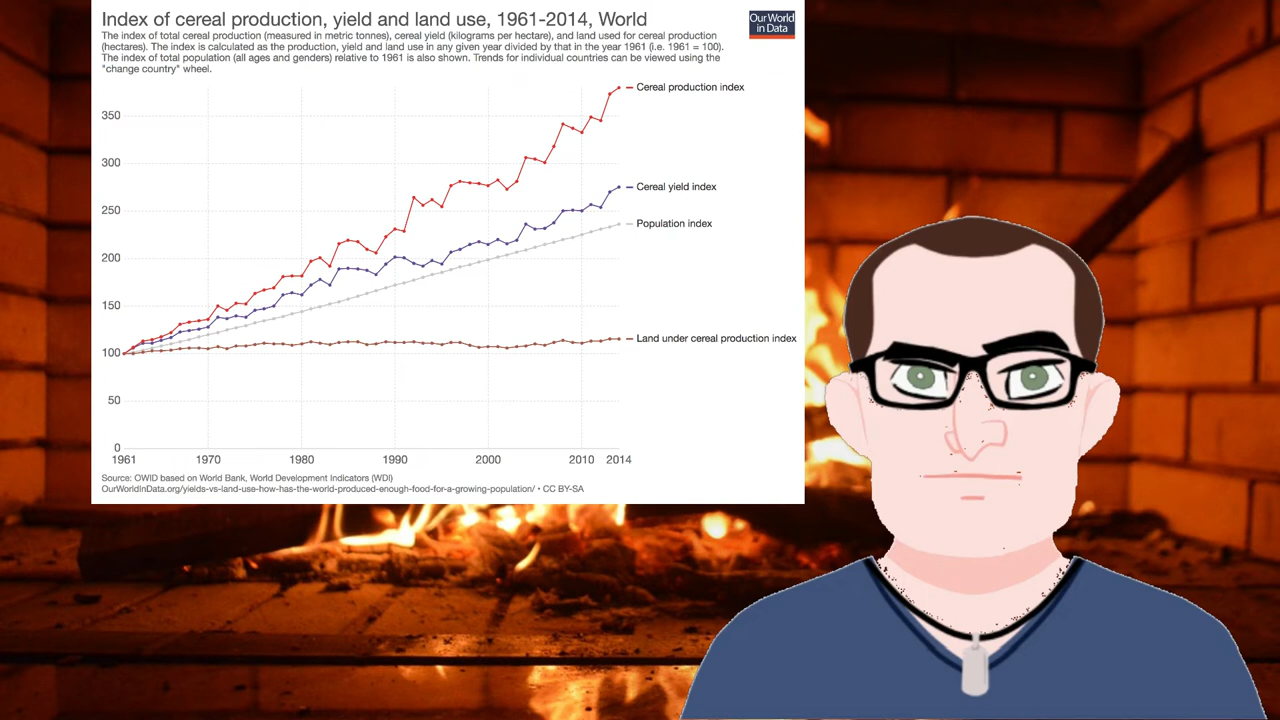 Index of cereal production, yield and land use, 1961-2014, World
Our World
in Data
The index of total cereal production (measured in metric tonnes), cereal yield (kilograms per hectare), and land used for cereal production
(hectares). The index is calculated as the production, yield and land use in any given year divided by that in the year 1961 (i.e. 1961 = 100).
The index of total population (all ages and genders) relative to 1961 is also shown. Trends for individual countries can be viewed using the
"change country" wheel.
Cereal production index
350
300
Cereal yield index
250
Population index
200
150
Land under cereal production index
100
50
0
1961 1970 1980 1990 2000 2010 2014
Source: OWID based on World Bank, World Development Indicators (WDI)
OurWorldInData.org/yields-vs-land-use-how-has-the-world-produced-enough-food-for-a-growing-population/ • CC BY-SA